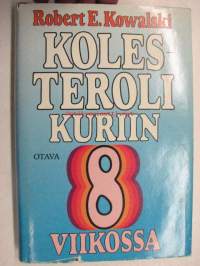 Robert E. Kowalski
KOLES
TEROLI
KURIIN
OTAVA
8
VIIKOSSA